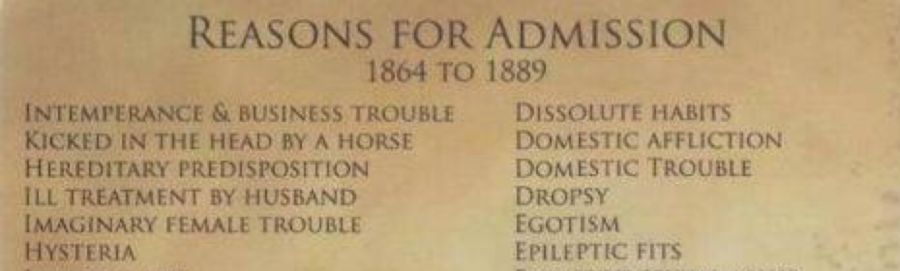 REASONS FOR ADMISSION
1864 TO 1889
INTEMPERANCE & BUSINESS TROUBLE
KICKED IN THE HEAD BY A HORSE
HEREDITARY PREDISPOSITION
ILL TREATMENT BY HUSBAND
IMAGINARY FEMALE TROUBLE
HYSTERIA
DISSOLUTE HABITS
DOMESTIC AFFLICTION
DOMESTIC TROUBLE
DROPSY
EGOTISM
EPILEPTIC FITS